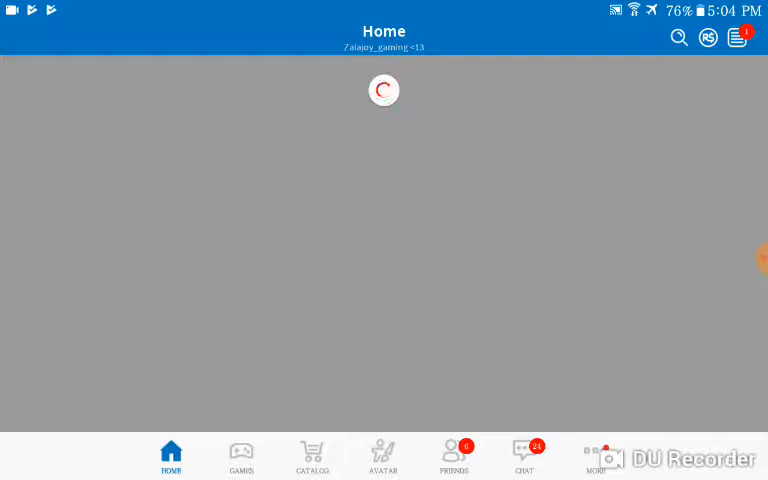 76% 5:04 PM
Home
Zaiajoy_gaming <13
R$
1
6
24
HOME
GAMES
CATALOG
AVATAR
FRIENDS
CHAT
MORE
DU Recorder